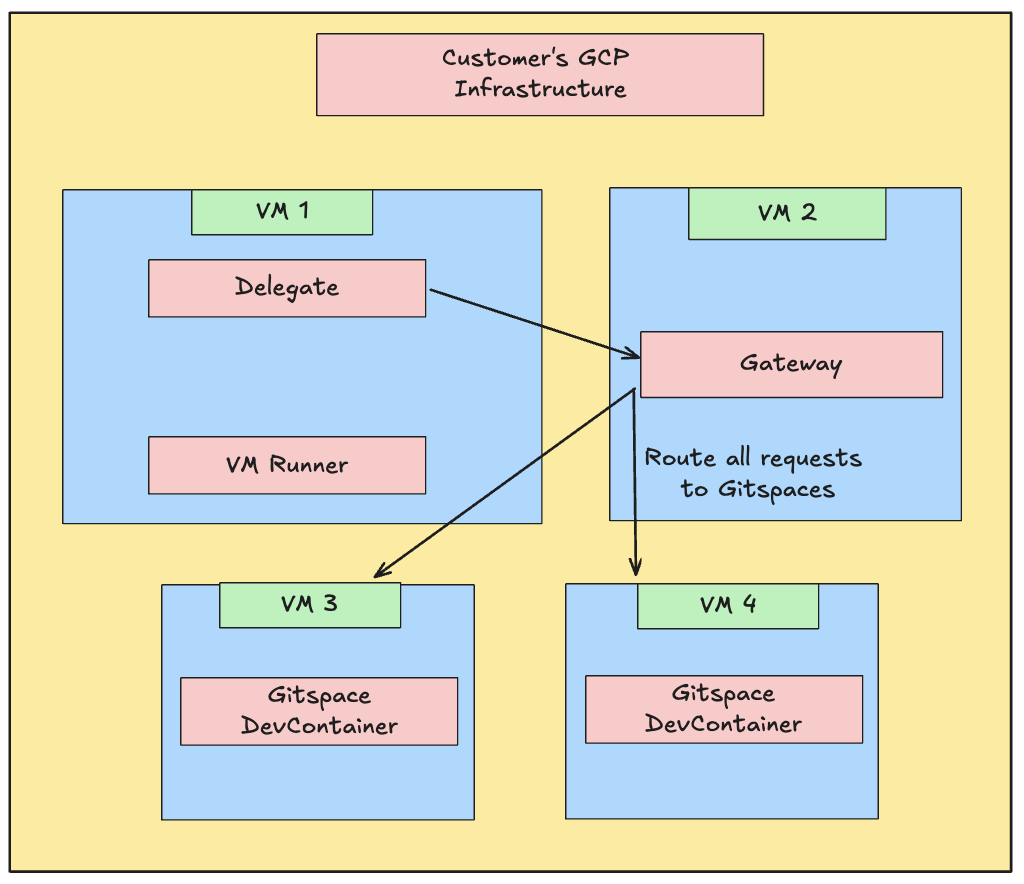 Customer's GCP
Infrastructure
VM 1
VM 2
Delegate
Gateway
VM Runner
Route all requests
to Gitspaces
VM 3
VM 4
Gitspace
DevContainer
Gitspace
DevContainer